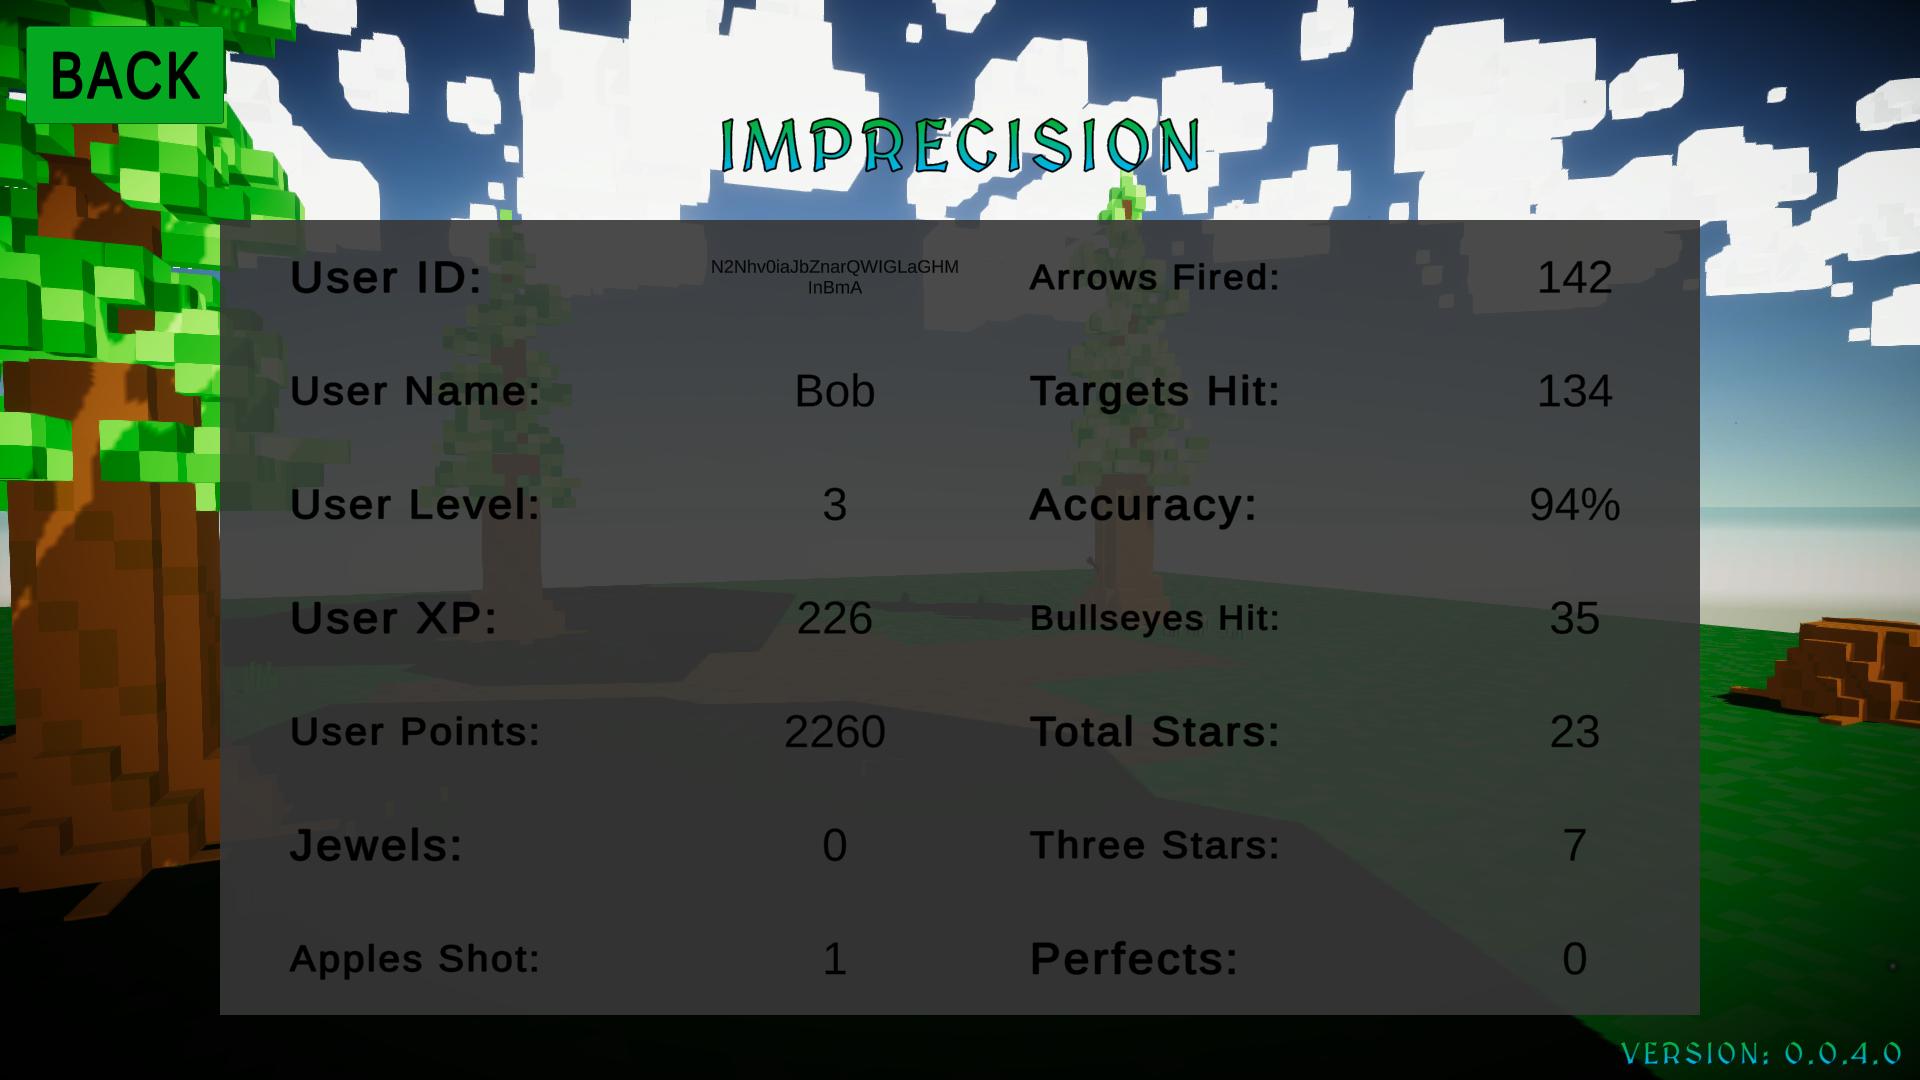 BACK
IMPRECISION
User ID: N2Nhv0iaJbZnarQWIGLaGHM
InBmA
Arrows Fired: 142
User Name: Bob
Targets Hit: 134
User Level: 3
Accuracy: 94%
User XP: 226
Bullseyes Hit: 35
User Points: 2260
Total Stars: 23
Jewels: 0
Three Stars: 7
Apples Shot: 1
Perfects: 0
VERSION: 0.0.4.0